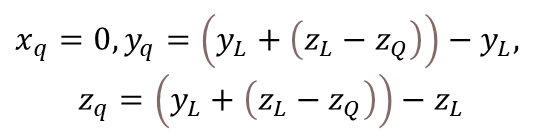 x_q = 0, y_q = (y_L + (z_L − z_Q)) − y_L,
z_q = (y_L + (z_L − z_Q)) − z_L